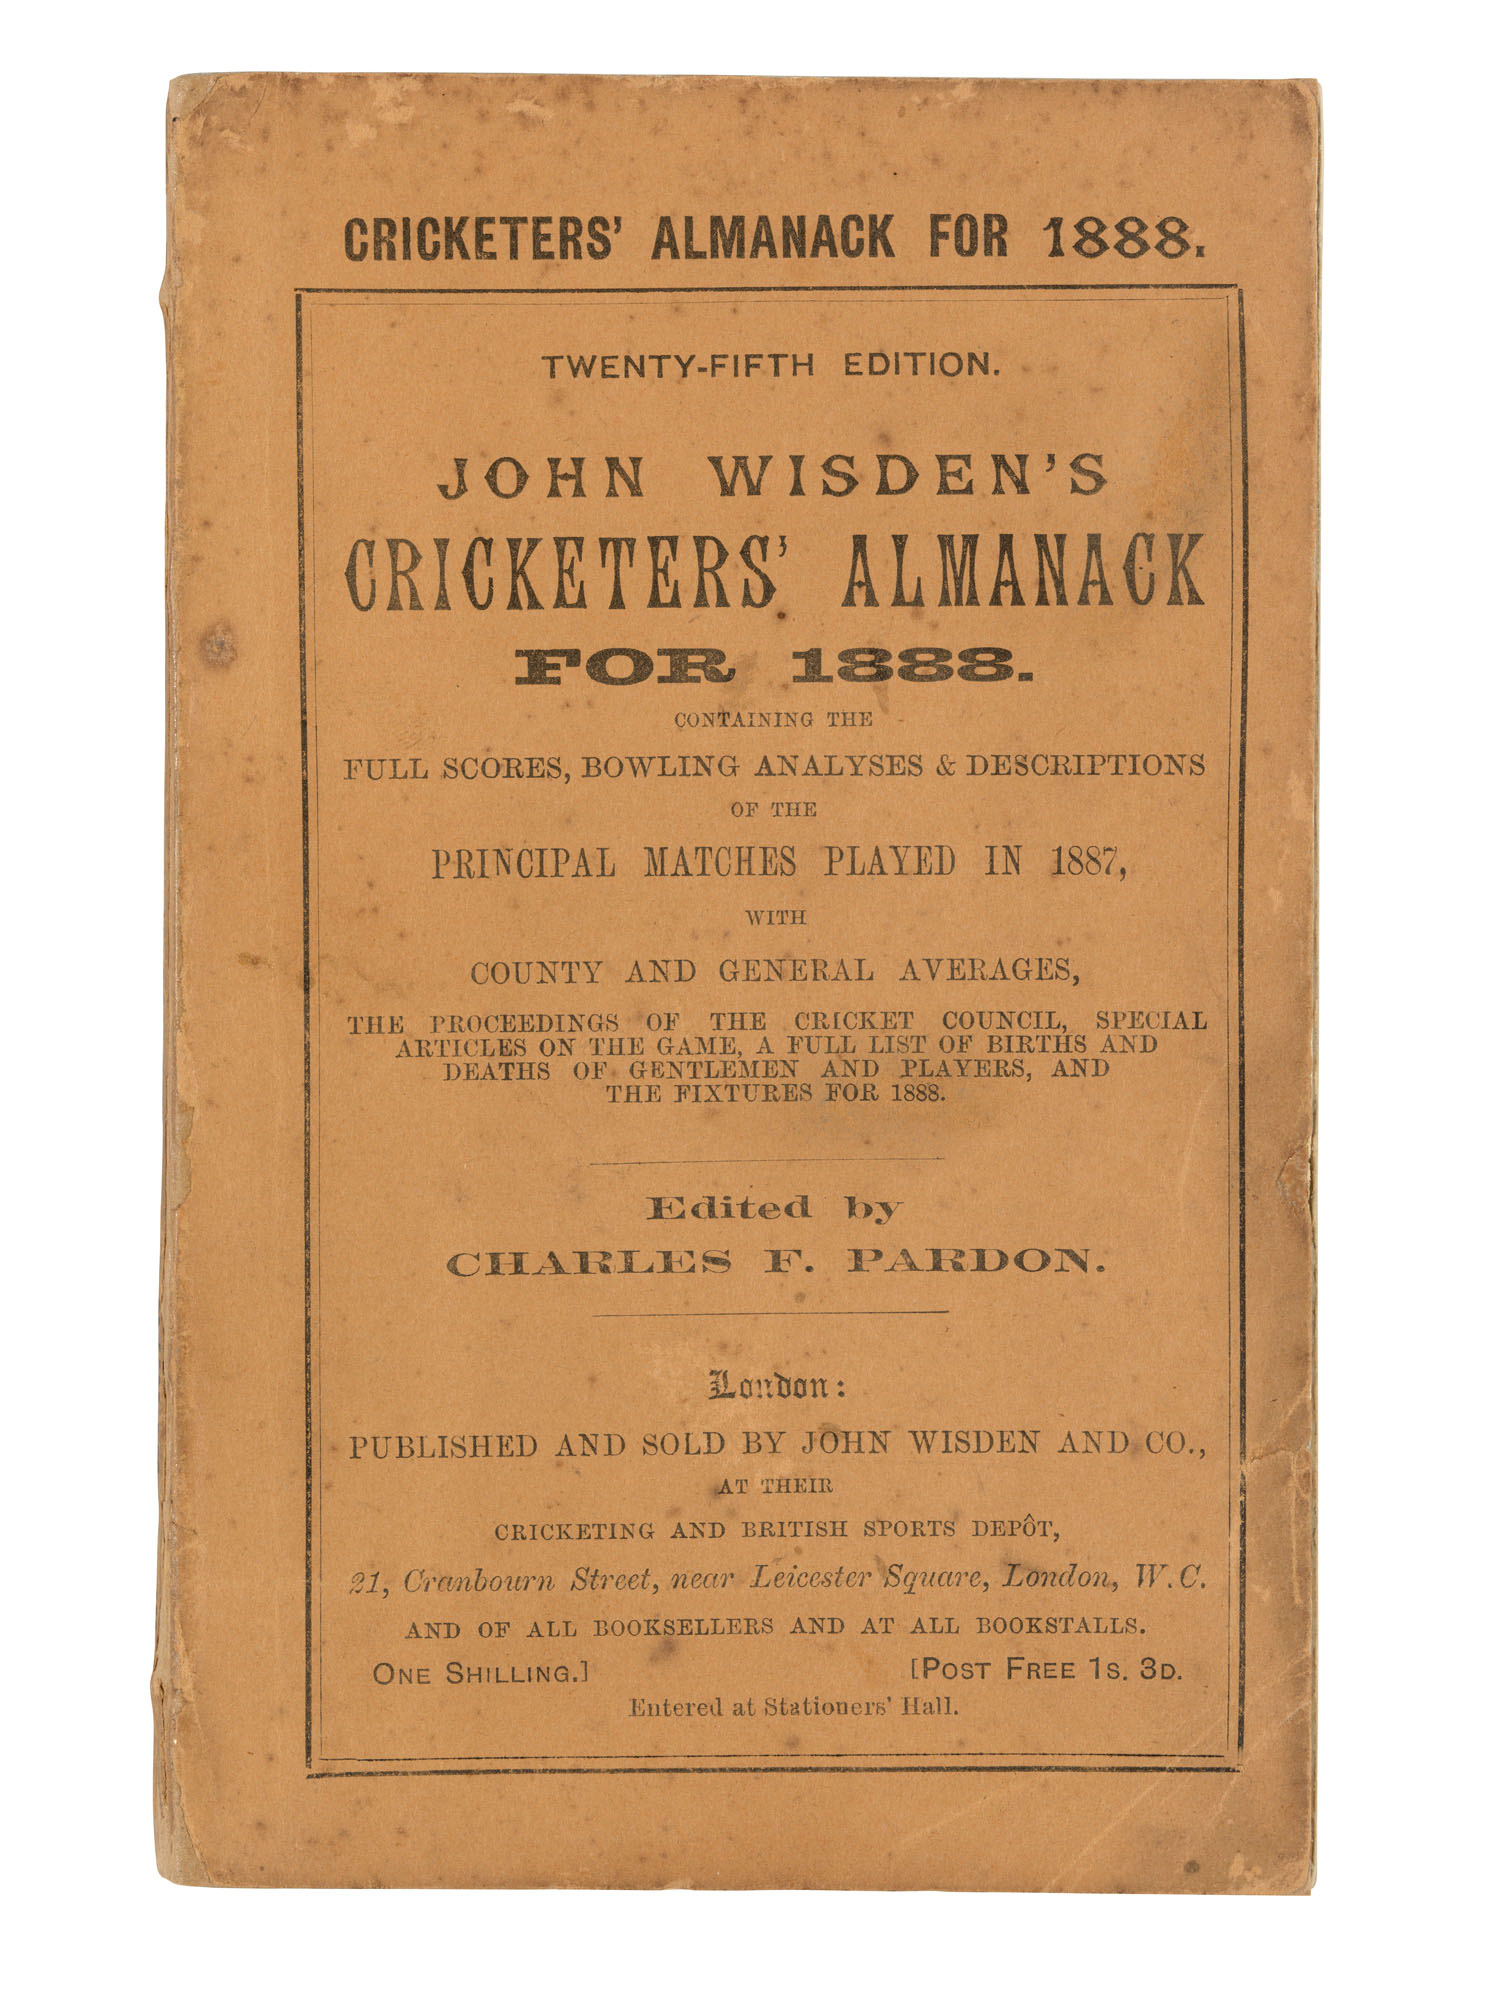 CRICKETERS' ALMANACK FOR 1888.
TWENTY-FIFTH EDITION.
JOHN WISDEN'S
CRICKETERS' ALMANACK
FOR 1888.
CONTAINING THE
FULL SCORES, BOWLING ANALYSES & DESCRIPTIONS
OF THE
PRINCIPAL MATCHES PLAYED IN 1887,
WITH
COUNTY AND GENERAL AVERAGES,
THE PROCEEDINGS OF THE CRICKET COUNCIL, SPECIAL
ARTICLES ON THE GAME, A FULL LIST OF BIRTHS AND
DEATHS OF GENTLEMEN AND PLAYERS, AND
THE FIXTURES FOR 1888.
Edited by
CHARLES F. PARDON.
London:
PUBLISHED AND SOLD BY JOHN WISDEN AND CO.,
AT THEIR
CRICKETING AND BRITISH SPORTS DEPÔT,
21, Cranbourn Street, near Leicester Square, London, W.C.
AND OF ALL BOOKSELLERS AND AT ALL BOOKSTALLS.
ONE SHILLING.] [POST FREE 1S. 3D.
Entered at Stationers' Hall.